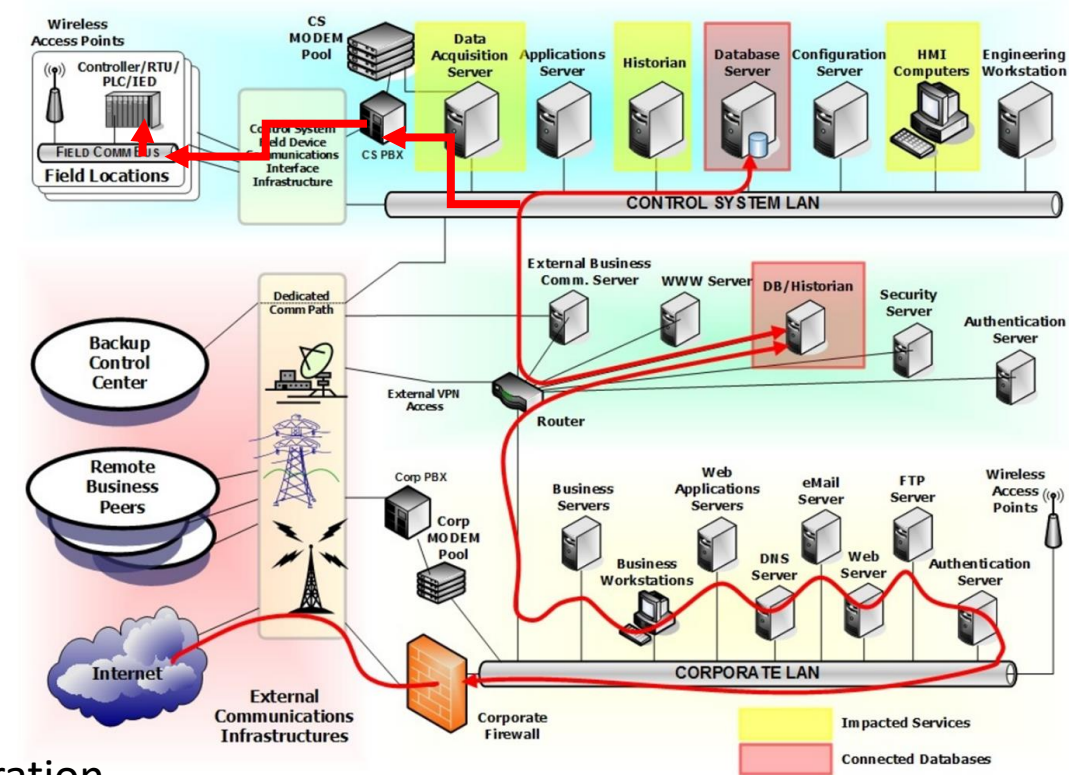 Wireless
Access Points
Controller/RTU/
PLC/IED
FIELD COMM BUS
Field Locations
Control System
Field Device
Communications
Interface
Infrastructure
CS
MODEM
Pool
CS PBX
Data
Acquisition
Server
Applications
Server
Historian
Database
Server
Configuration
Server
HMI
Computers
Engineering
Workstation
CONTROL SYSTEM LAN
Dedicated
Comm Path
External Business
Comm. Server
WWW Server
DB/Historian
Security
Server
Authentication
Server
Backup
Control
Center
External VPN
Access
Router
Remote
Business
Peers
Corp PBX
Corp
MODEM
Pool
Business
Servers
Business
Workstations
Web
Applications
Servers
DNS
Server
eMail
Server
Web
Server
FTP
Server
Authentication
Server
Wireless
Access
Points
Internet
External
Communications
Infrastructures
Corporate
Firewall
CORPORATE LAN
Impacted Services
Connected Databases